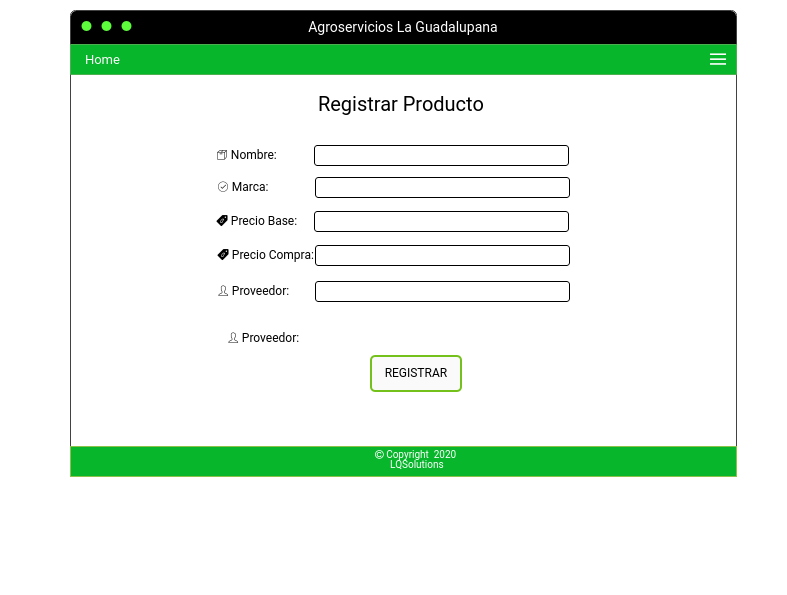 Agroservicios La Guadalupana
Home
Registrar Producto
Nombre:
Marca:
Precio Base:
Precio Compra:
Proveedor:
Proveedor:
REGISTRAR
© Copyright 2020
LQSolutions